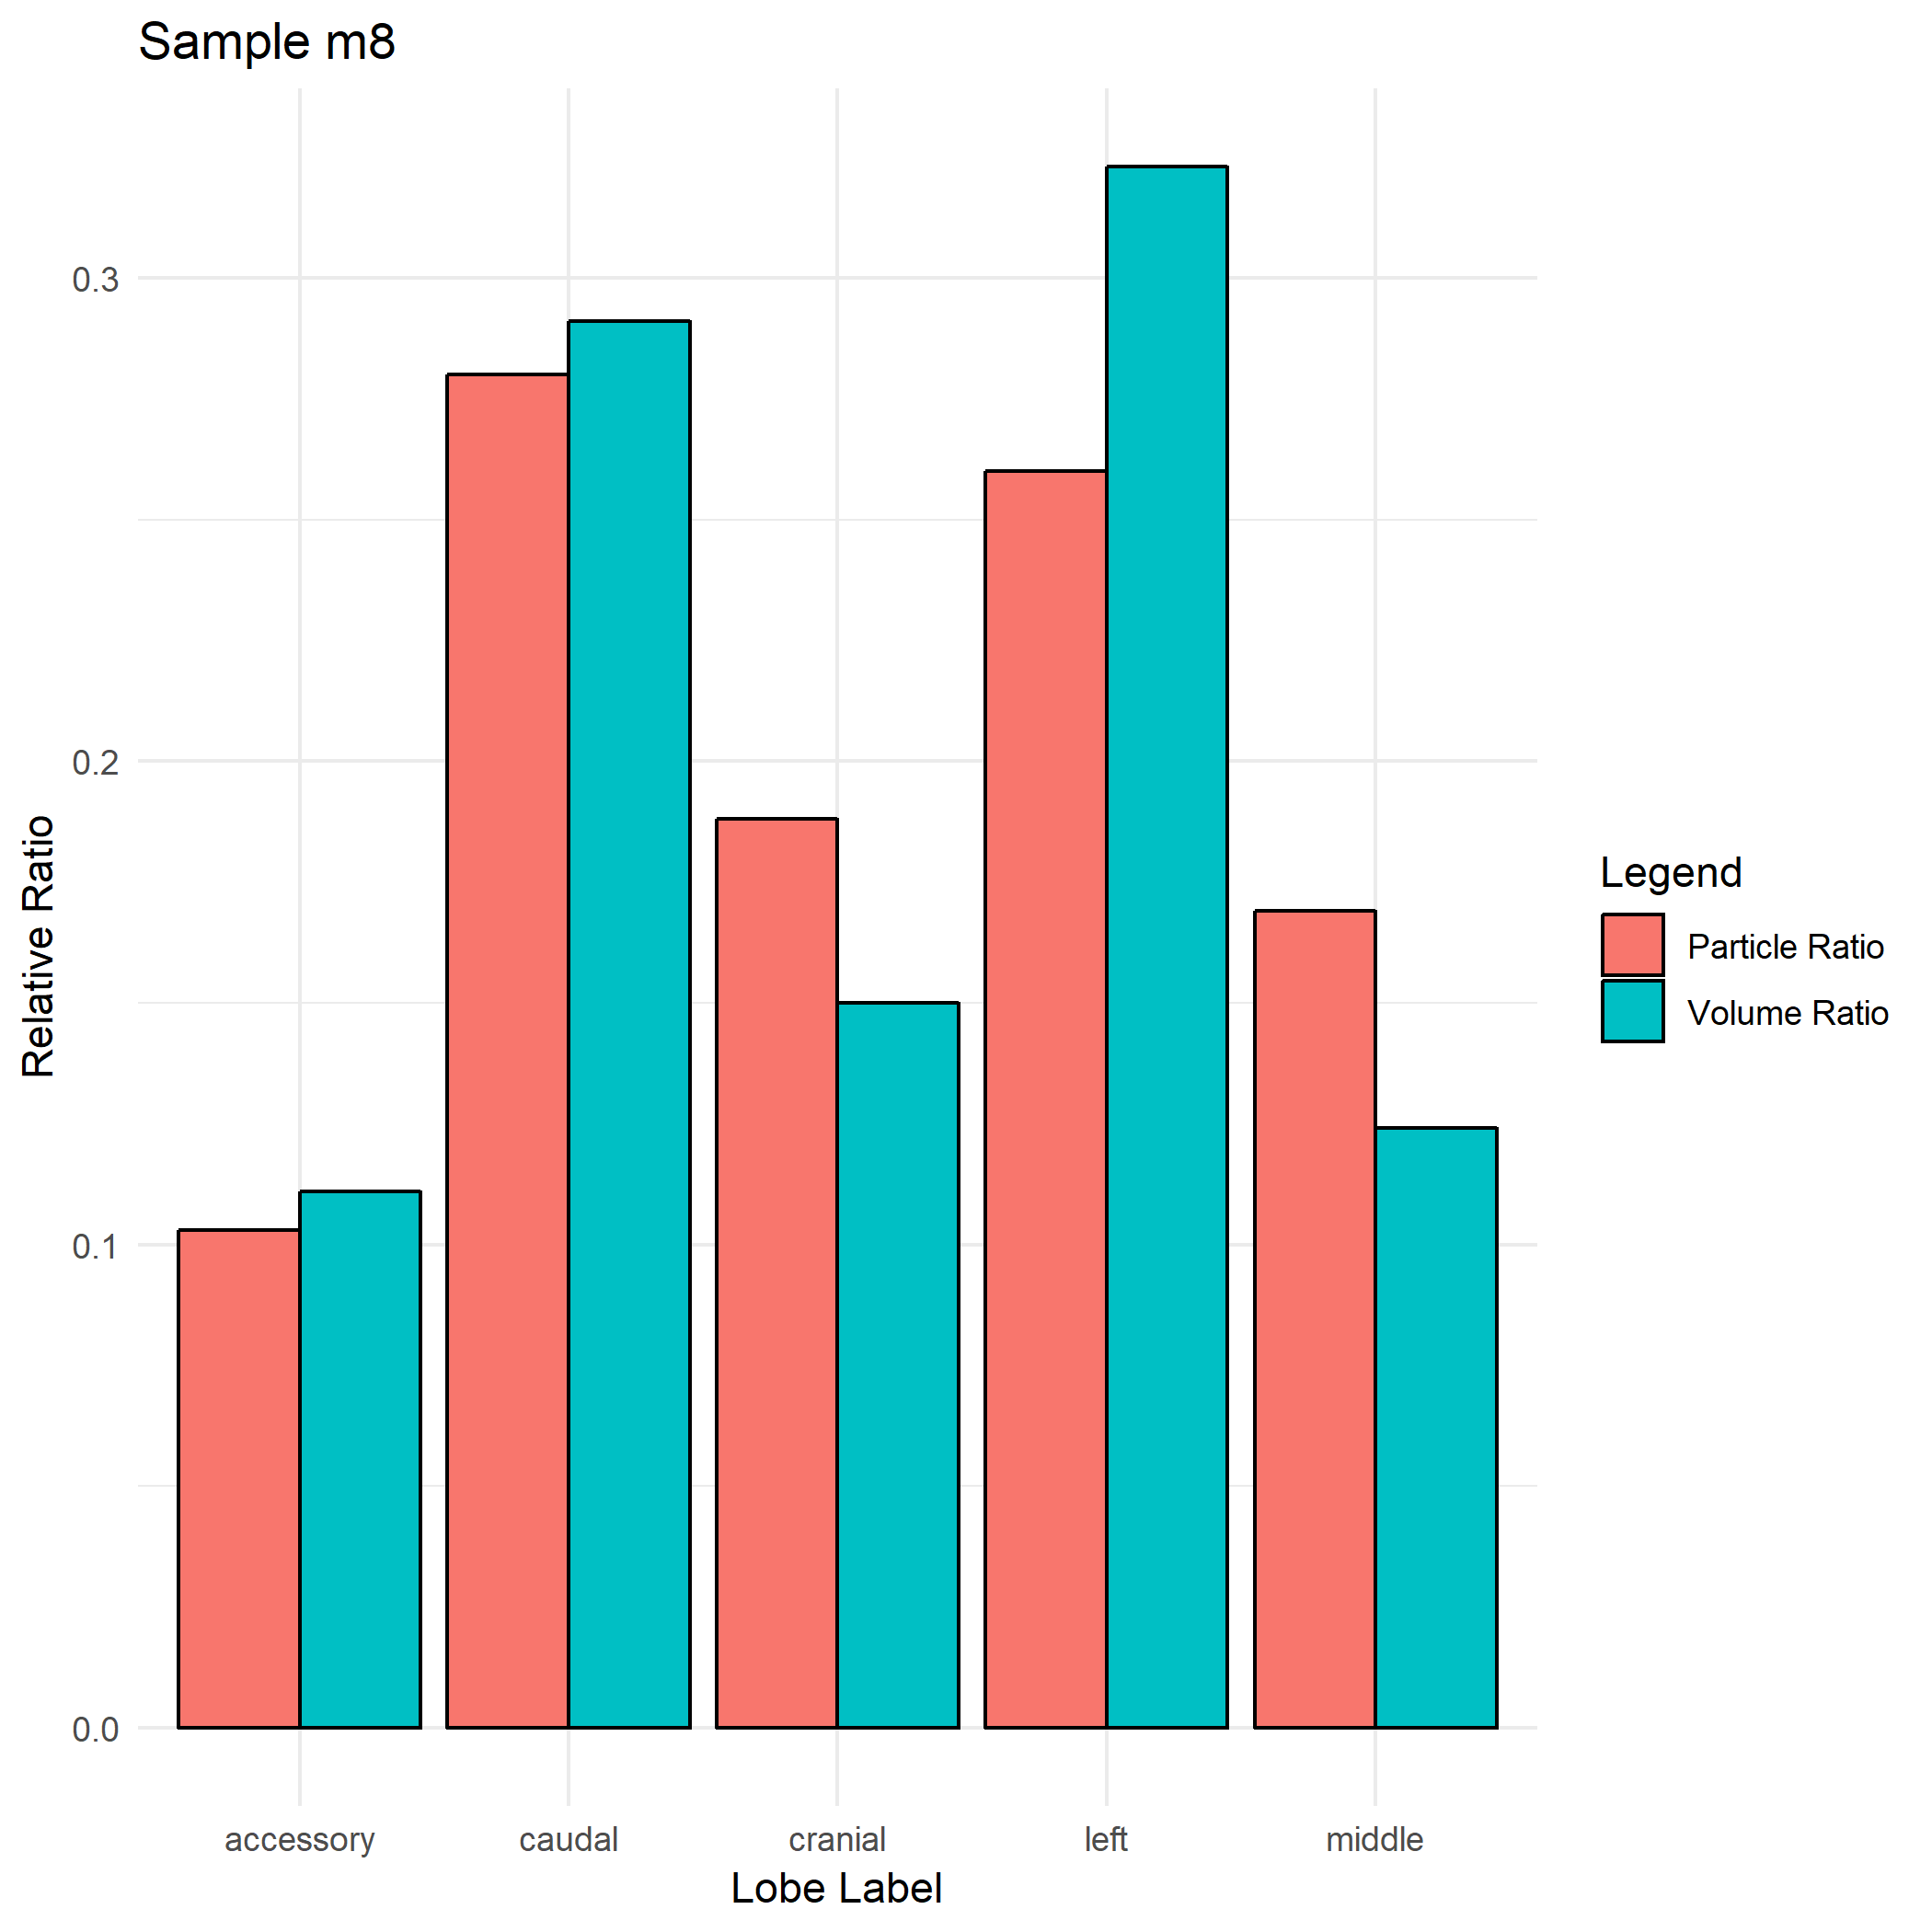 Sample m8
Relative Ratio
0.3
0.2
0.1
0.0
accessory caudal cranial left middle
Lobe Label
Legend
Particle Ratio
Volume Ratio